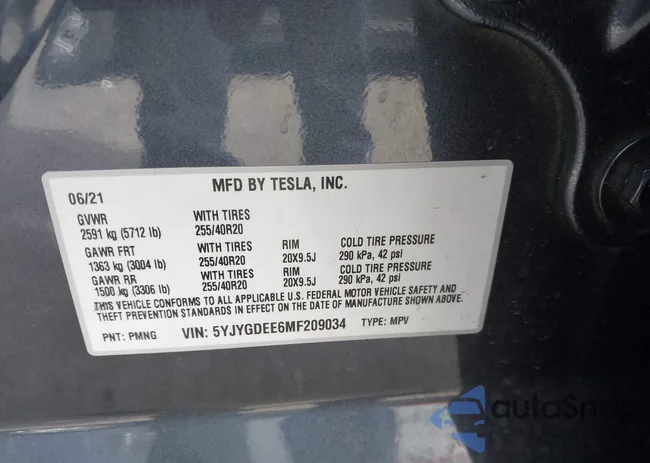 MFD BY TESLA, INC.
06/21
GVWR WITH TIRES
2591 kg (5712 lb) 255/40R20
GAWR FRT WITH TIRES RIM COLD TIRE PRESSURE
1363 kg (3004 lb) 255/40R20 20X9.5J 290 kPa, 42 psi
GAWR RR WITH TIRES RIM COLD TIRE PRESSURE
1500 kg (3306 lb) 255/40R20 20X9.5J 290 kPa, 42 psi
THIS VEHICLE CONFORMS TO ALL APPLICABLE U.S. FEDERAL MOTOR VEHICLE SAFETY AND
THEFT PREVENTION STANDARDS IN EFFECT ON THE DATE OF MANUFACTURE SHOWN ABOVE.
PNT: PMNG VIN: 5YJYGDEE6MF209034 TYPE: MPV